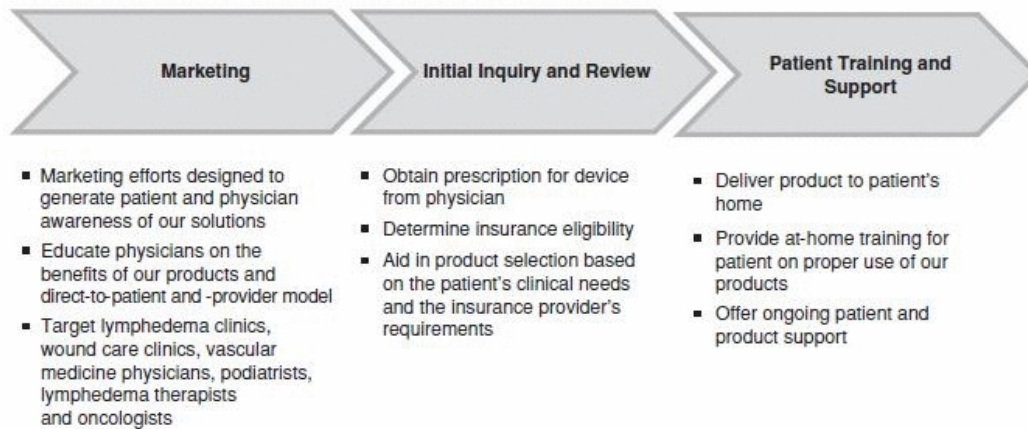 Marketing
Initial Inquiry and Review
Patient Training and
Support
▪ Marketing efforts designed to
generate patient and physician
awareness of our solutions
▪ Educate physicians on the
benefits of our products and
direct-to-patient and -provider model
▪ Target lymphedema clinics,
wound care clinics, vascular
medicine physicians, podiatrists,
lymphedema therapists
and oncologists
▪ Obtain prescription for device
from physician
▪ Determine insurance eligibility
▪ Aid in product selection based
on the patient's clinical needs
and the insurance provider's
requirements
▪ Deliver product to patient's
home
▪ Provide at-home training for
patient on proper use of our
products
▪ Offer ongoing patient and
product support